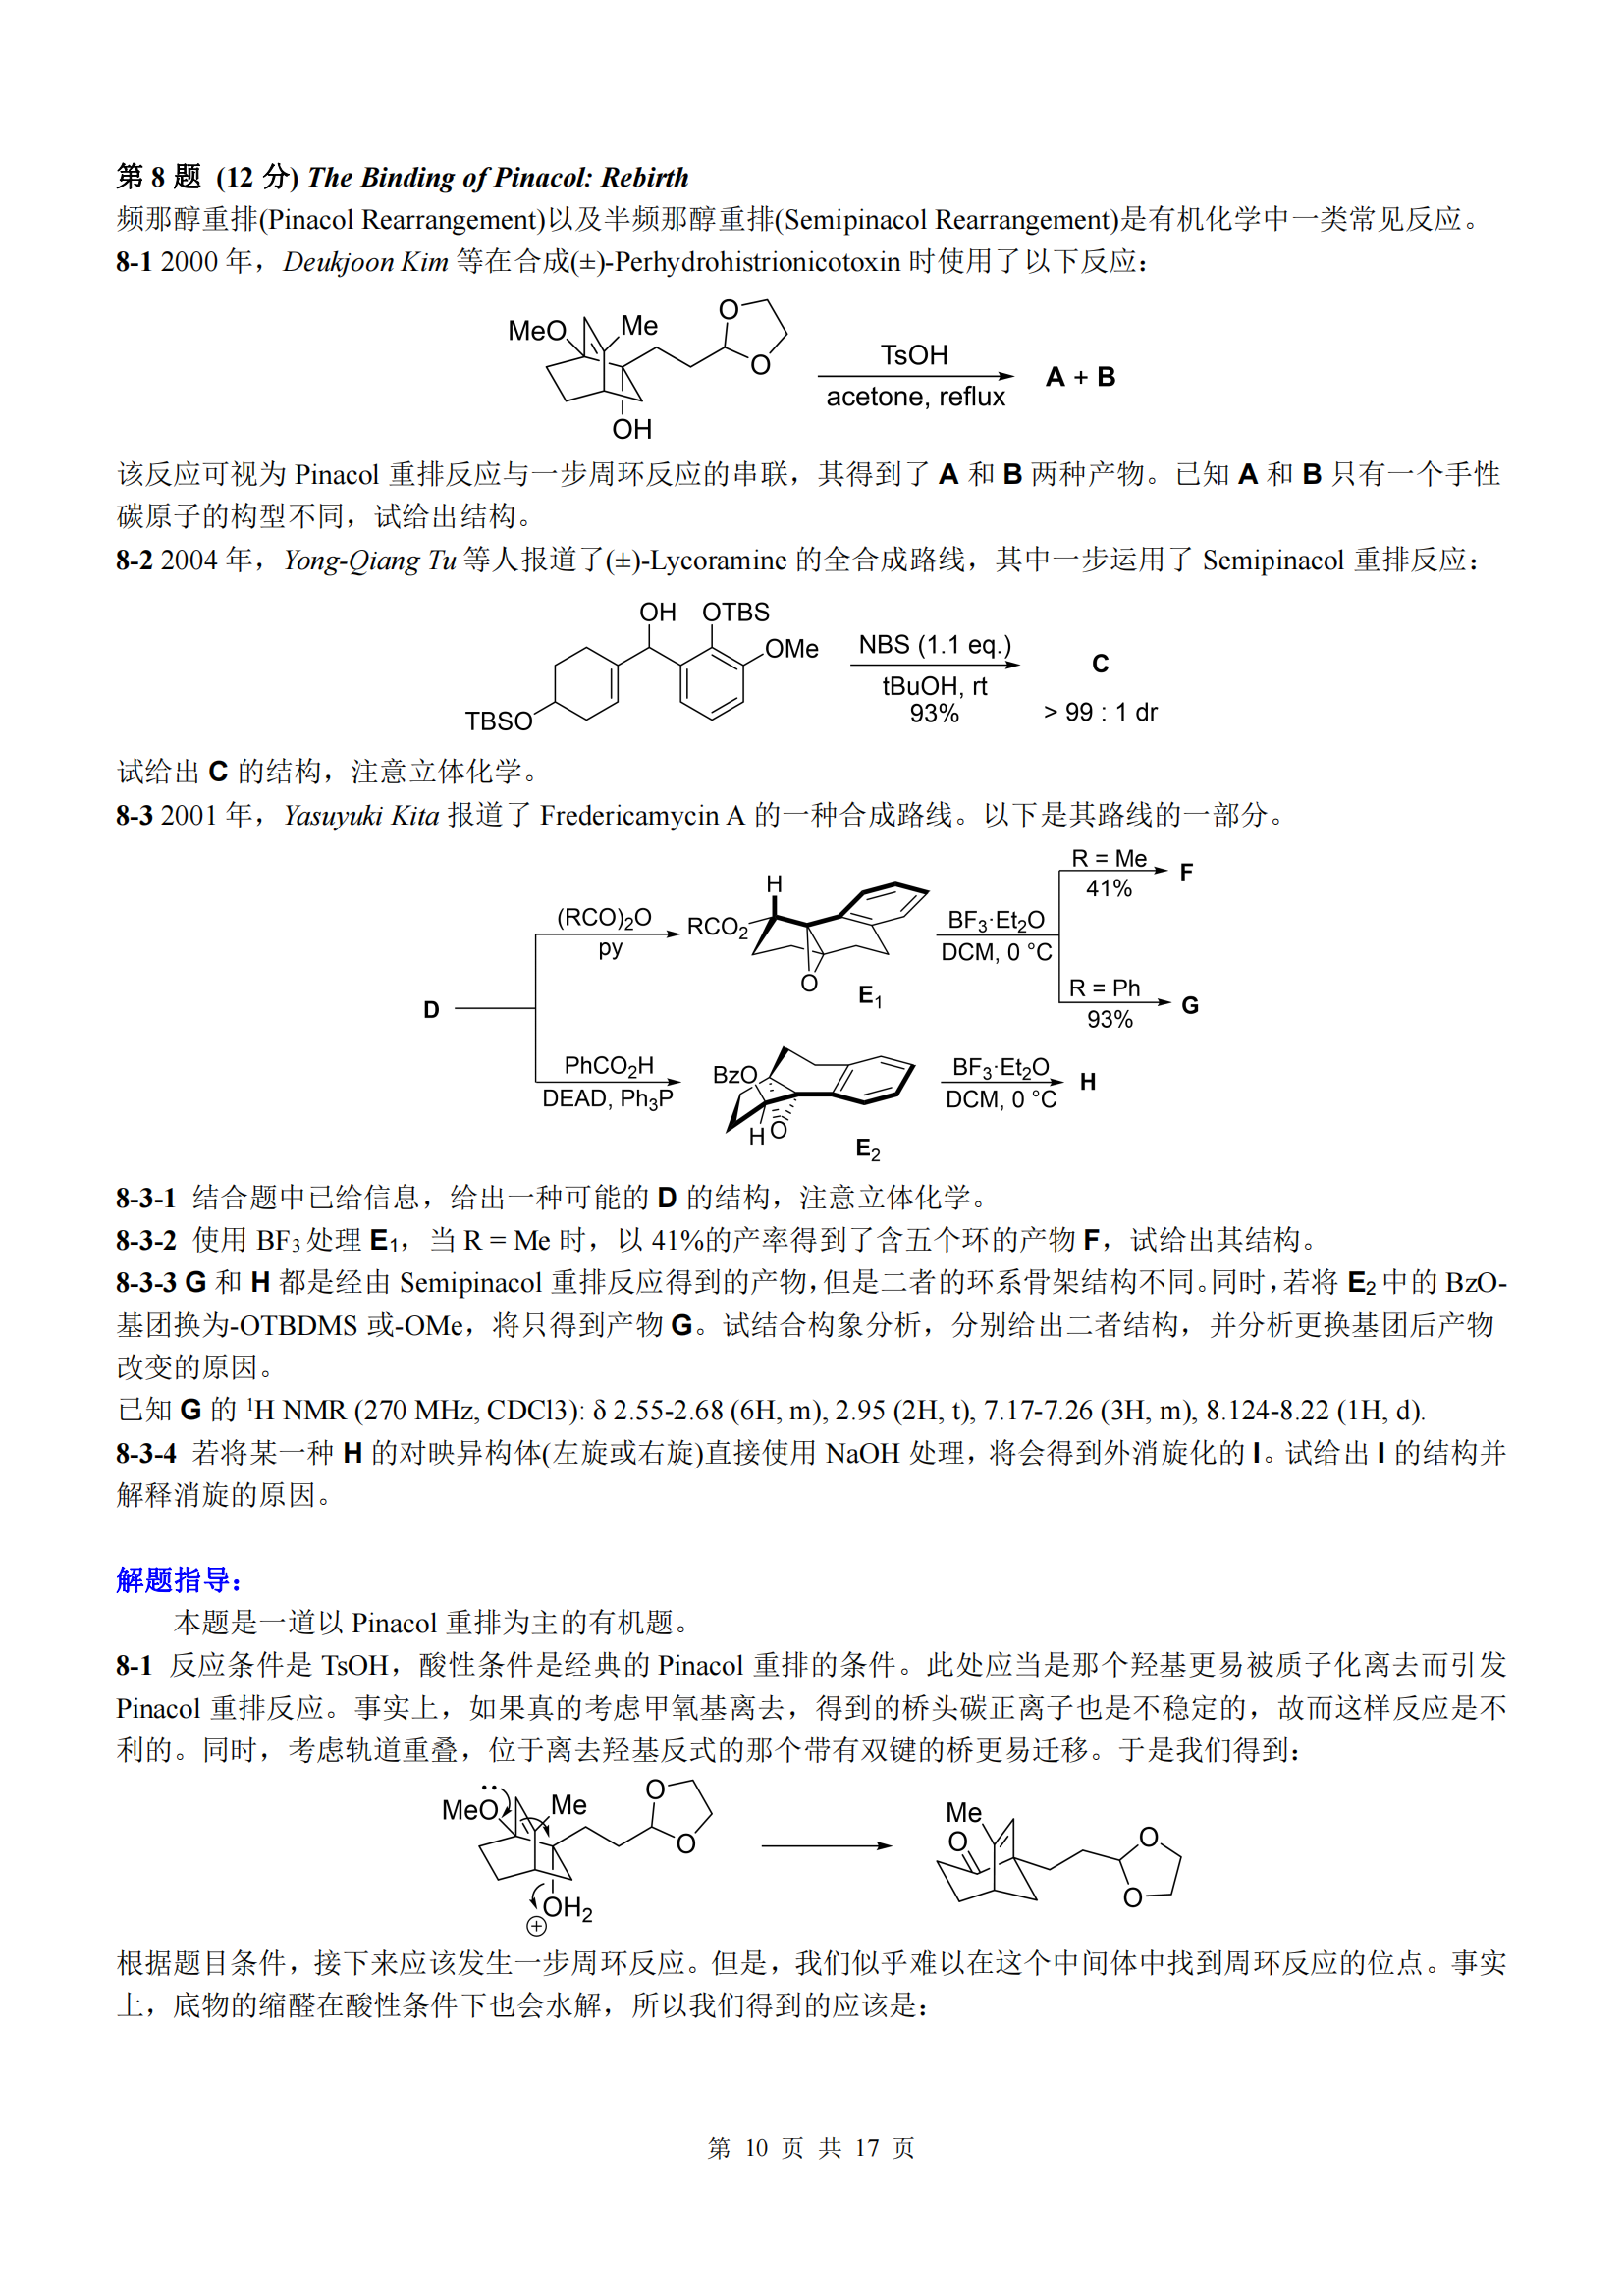 第 8 题 (12 分) The Binding of Pinacol: Rebirth
频那醇重排(Pinacol Rearrangement)以及半频那醇重排(Semipinacol Rearrangement)是有机化学中一类常见反应。
8-1 2000 年，Deukjoon Kim 等在合成(±)-Perhydrohistrionicotoxin 时使用了以下反应：
MeO Me O O OH
TsOH
acetone, reflux
A + B
该反应可视为 Pinacol 重排反应与一步周环反应的串联，其得到了 A 和 B 两种产物。已知 A 和 B 只有一个手性
碳原子的构型不同，试给出结构。
8-2 2004 年，Yong-Qiang Tu 等人报道了(±)-Lycoramine 的全合成路线，其中一步运用了 Semipinacol 重排反应：
OH OTBS
OMe
TBSO
NBS (1.1 eq.)
tBuOH, rt
93%
C
> 99 : 1 dr
试给出 C 的结构，注意立体化学。
8-3 2001 年，Yasuyuki Kita 报道了 Fredericamycin A 的一种合成路线。以下是其路线的一部分。
D
(RCO)2O
py
H
RCO2
O
E1
BF3·Et2O
DCM, 0 °C
R = Me
41%
F
R = Ph
93%
G
PhCO2H
DEAD, Ph3P
BzO
H O
E2
BF3·Et2O
DCM, 0 °C
H
8-3-1 结合题中已给信息，给出一种可能的 D 的结构，注意立体化学。
8-3-2 使用 BF3 处理 E1，当 R = Me 时，以 41%的产率得到了含五个环的产物 F，试给出其结构。
8-3-3 G 和 H 都是经由 Semipinacol 重排反应得到的产物，但是二者的环系骨架结构不同。同时，若将 E2 中的 BzO-
基团换为-OTBDMS 或-OMe，将只得到产物 G。试结合构象分析，分别给出二者结构，并分析更换基团后产物
改变的原因。
已知 G 的 1H NMR (270 MHz, CDCl3): δ 2.55-2.68 (6H, m), 2.95 (2H, t), 7.17-7.26 (3H, m), 8.124-8.22 (1H, d).
8-3-4 若将某一种 H 的对映异构体(左旋或右旋)直接使用 NaOH 处理，将会得到外消旋化的 I。试给出 I 的结构并
解释消旋的原因。
解题指导：
本题是一道以 Pinacol 重排为主的有机题。
8-1 反应条件是 TsOH，酸性条件是经典的 Pinacol 重排的条件。此处应当是那个羟基更易被质子化离去而引发
Pinacol 重排反应。事实上，如果真的考虑甲氧基离去，得到的桥头碳正离子也是不稳定的，故而这样反应是不
利的。同时，考虑轨道重叠，位于离去羟基反式的那个带有双键的桥更易迁移。于是我们得到：
MeO Me O O OH2 +
Me O O O
根据题目条件，接下来应该发生一步周环反应。但是，我们似乎难以在这个中间体中找到周环反应的位点。事实
上，底物的缩醛在酸性条件下也会水解，所以我们得到的应该是：
第 10 页 共 17 页